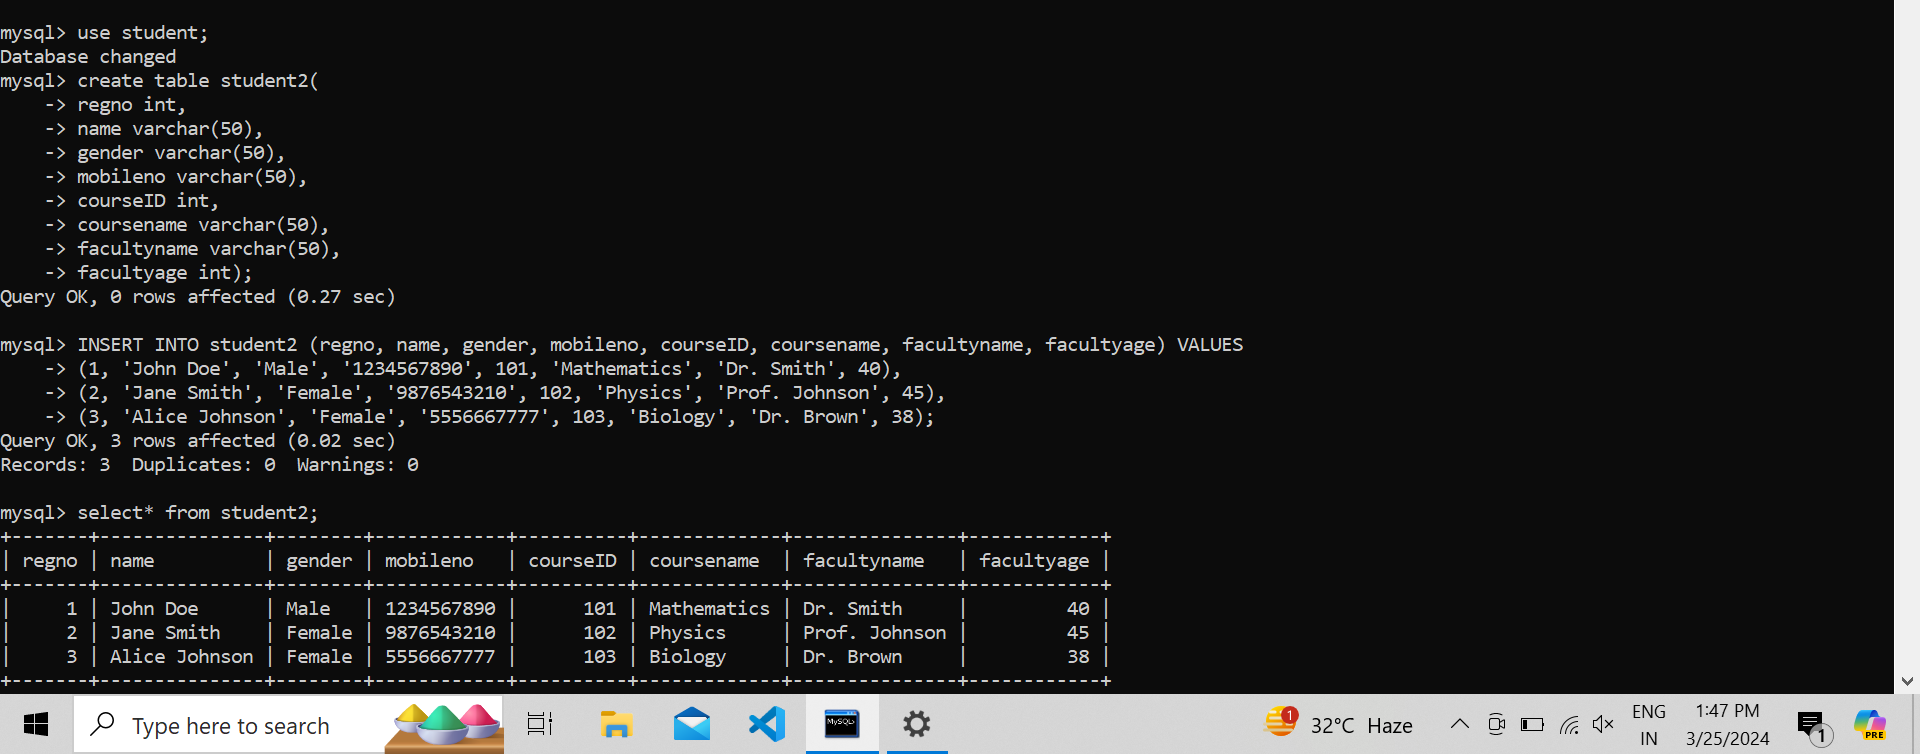 mysql> use student;
Database changed
mysql> create table student2(
    -> regno int,
    -> name varchar(50),
    -> gender varchar(50),
    -> mobileno varchar(50),
    -> courseID int,
    -> coursename varchar(50),
    -> facultyname varchar(50),
    -> facultyage int);
Query OK, 0 rows affected (0.27 sec)

mysql> INSERT INTO student2 (regno, name, gender, mobileno, courseID, coursename, facultyname, facultyage) VALUES
    -> (1, 'John Doe', 'Male', '1234567890', 101, 'Mathematics', 'Dr. Smith', 40),
    -> (2, 'Jane Smith', 'Female', '9876543210', 102, 'Physics', 'Prof. Johnson', 45),
    -> (3, 'Alice Johnson', 'Female', '5556667777', 103, 'Biology', 'Dr. Brown', 38);
Query OK, 3 rows affected (0.02 sec)
Records: 3  Duplicates: 0  Warnings: 0

mysql> select* from student2;
+-------+---------------+--------+------------+----------+-------------+---------------+------------+
| regno | name          | gender | mobileno   | courseID | coursename  | facultyname   | facultyage |
+-------+---------------+--------+------------+----------+-------------+---------------+------------+
|     1 | John Doe      | Male   | 1234567890 |      101 | Mathematics | Dr. Smith     |         40 |
|     2 | Jane Smith    | Female | 9876543210 |      102 | Physics     | Prof. Johnson |         45 |
|     3 | Alice Johnson | Female | 5556667777 |      103 | Biology     | Dr. Brown     |         38 |
+-------+---------------+--------+------------+----------+-------------+---------------+------------+
Type here to search
MySQL>
1
32°C Haze
ENG
IN
1:47 PM
3/25/2024
1
PRE